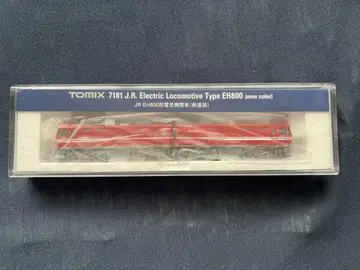 TOMIX 7181 J.R. Electric Locomotive Type EH800 (new color)
JR EH800形電気機関車(新塗装)